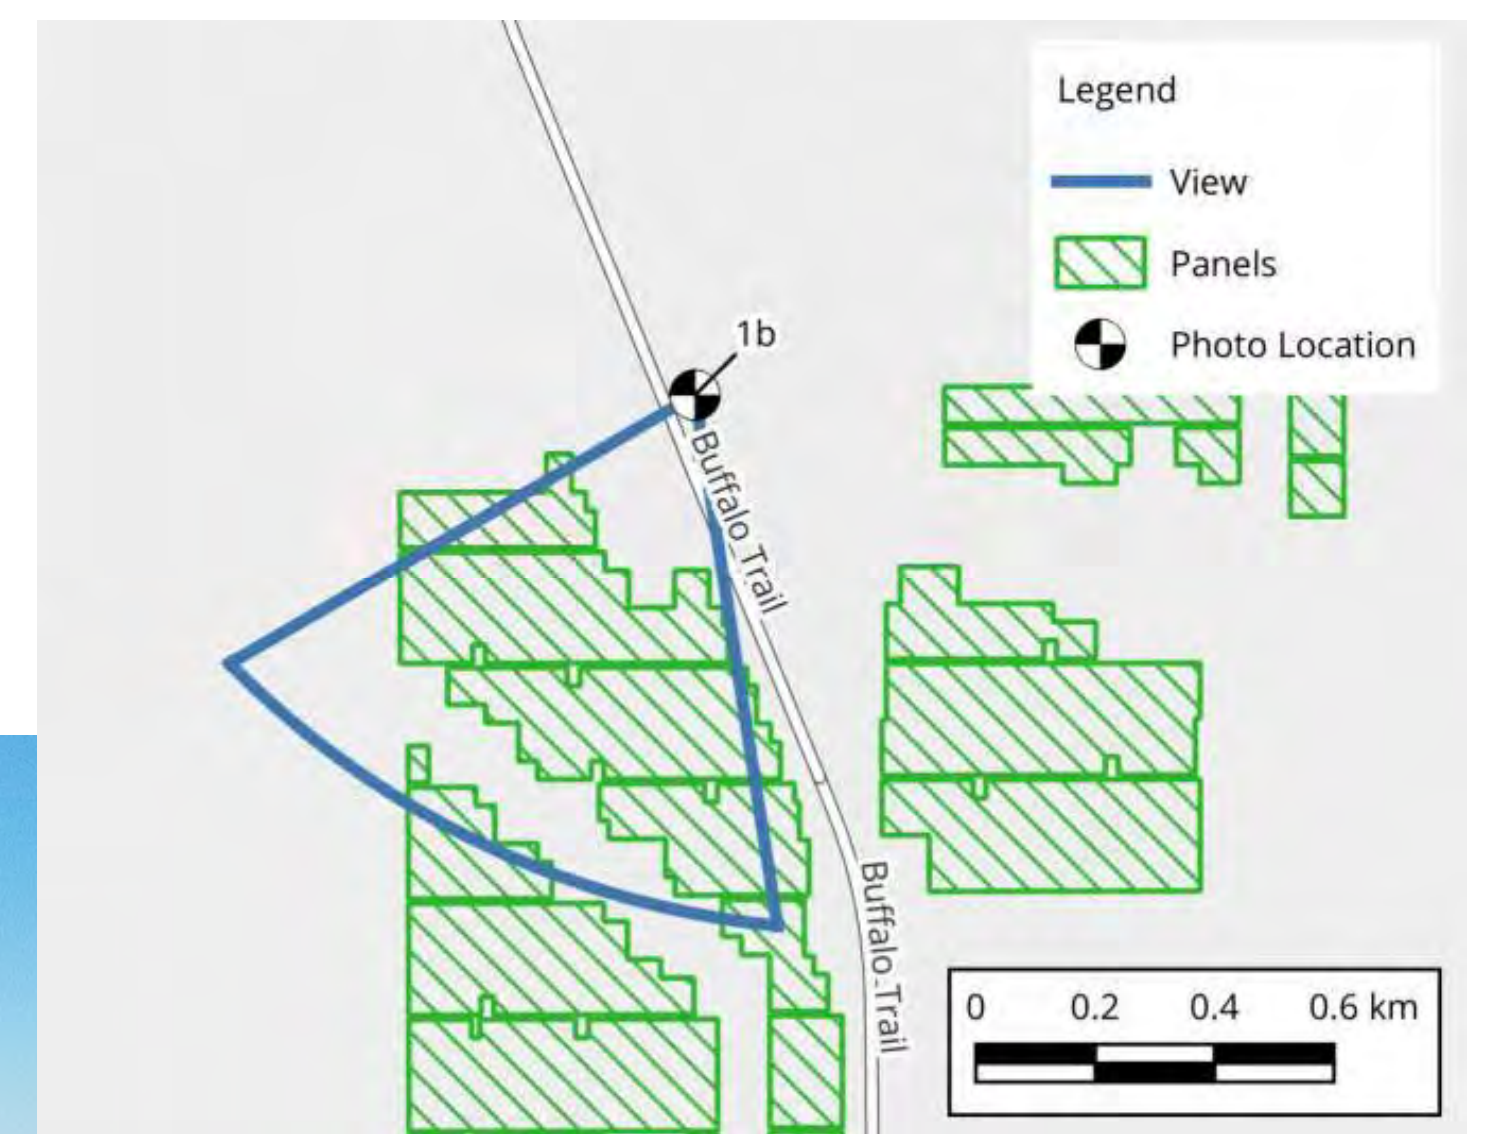 Legend
View
Panels
Photo Location
1b
Buffalo Trail
Buffalo Trail
0 0.2 0.4 0.6 km